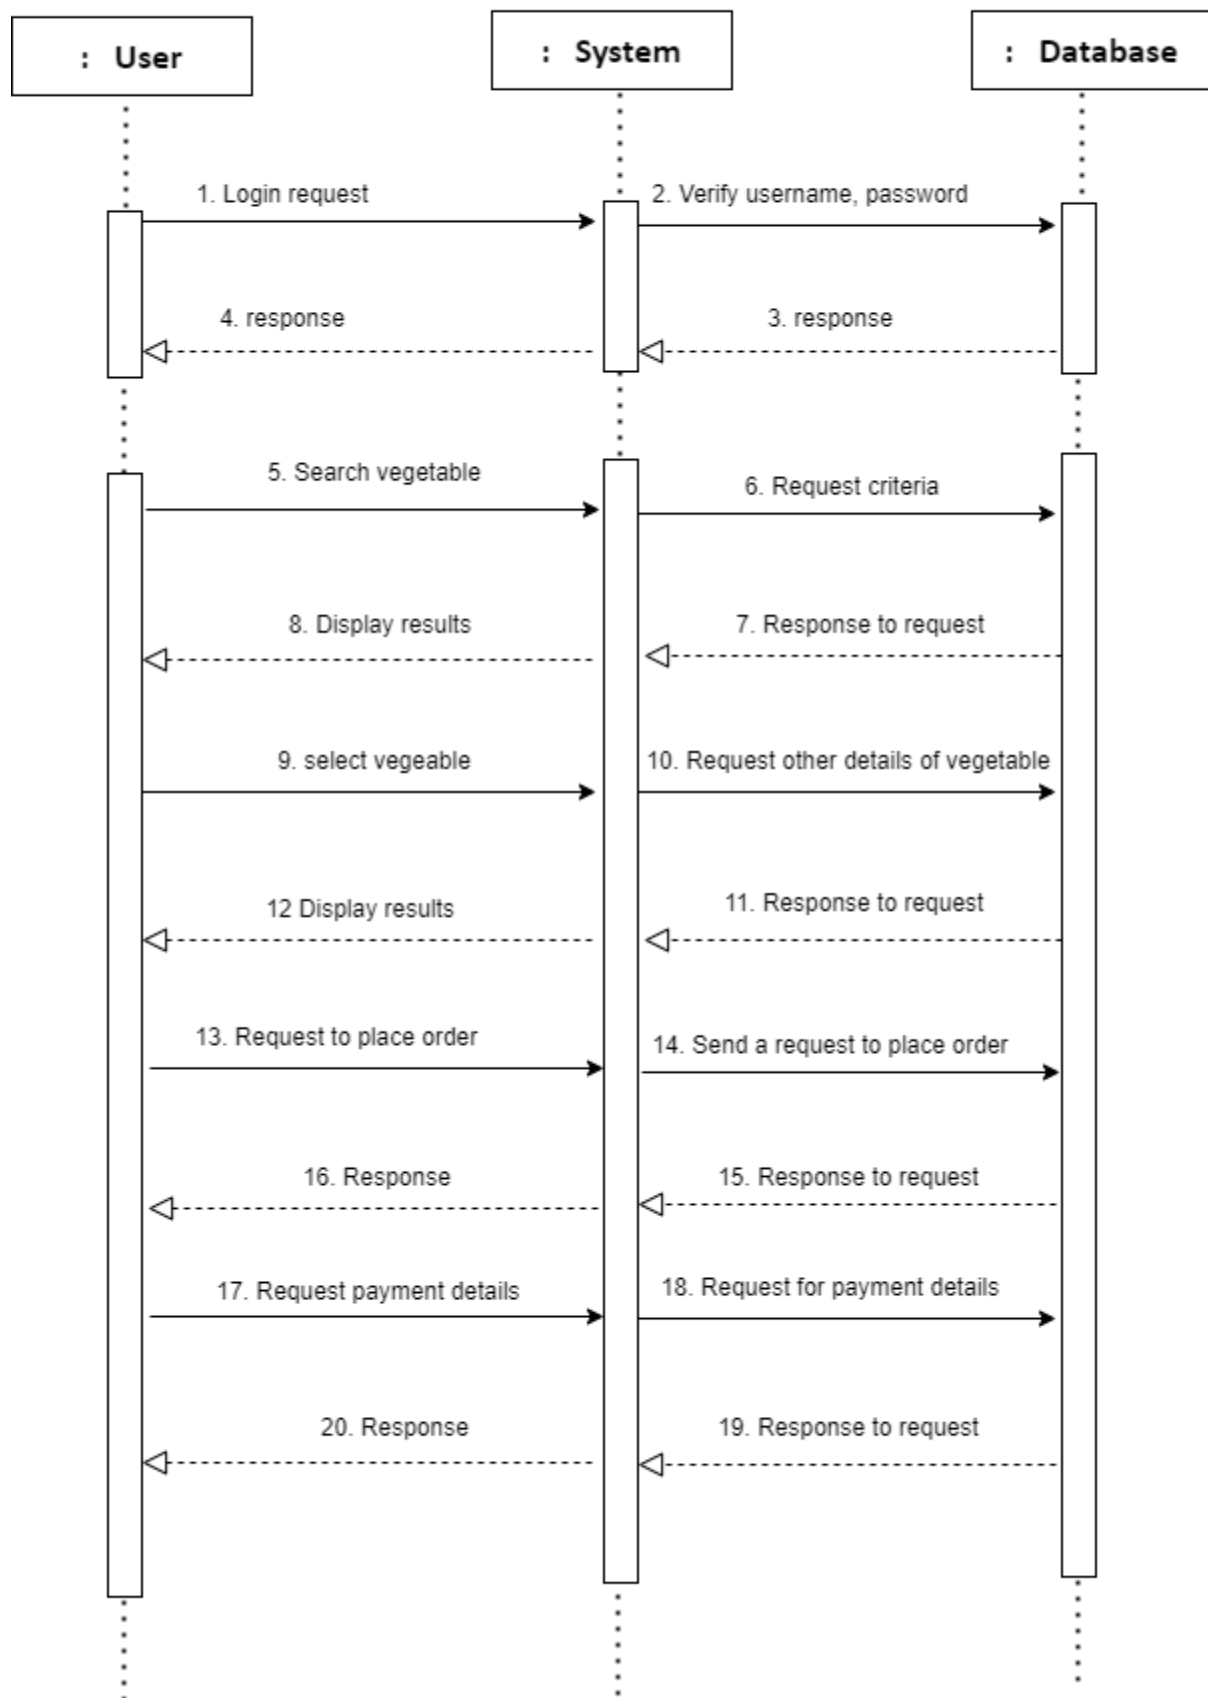 : User
: System
: Database
1. Login request
2. Verify username, password
4. response
3. response
5. Search vegetable
6. Request criteria
8. Display results
7. Response to request
9. select vegeable
10. Request other details of vegetable
12 Display results
11. Response to request
13. Request to place order
14. Send a request to place order
16. Response
15. Response to request
17. Request payment details
18. Request for payment details
20. Response
19. Response to request